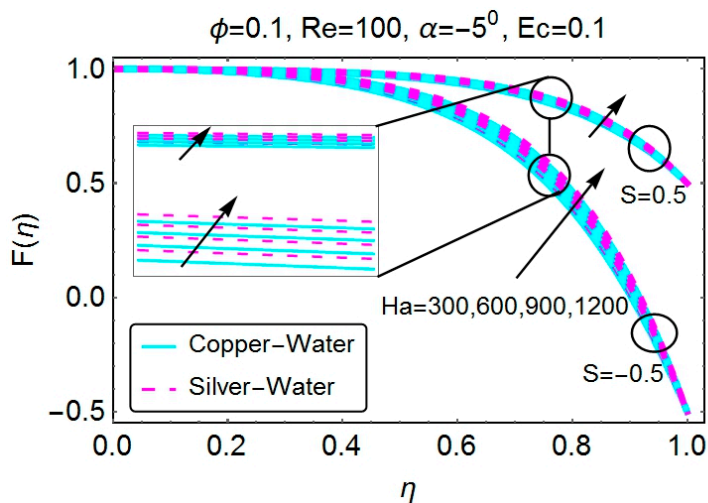 ϕ=0.1, Re=100, α=−5⁰, Ec=0.1
F(η)
1.0
0.5
0.0
−0.5
S=0.5
Ha=300,600,900,1200
S=−0.5
Copper−Water
Silver−Water
0.0 0.2 0.4 0.6 0.8 1.0
η